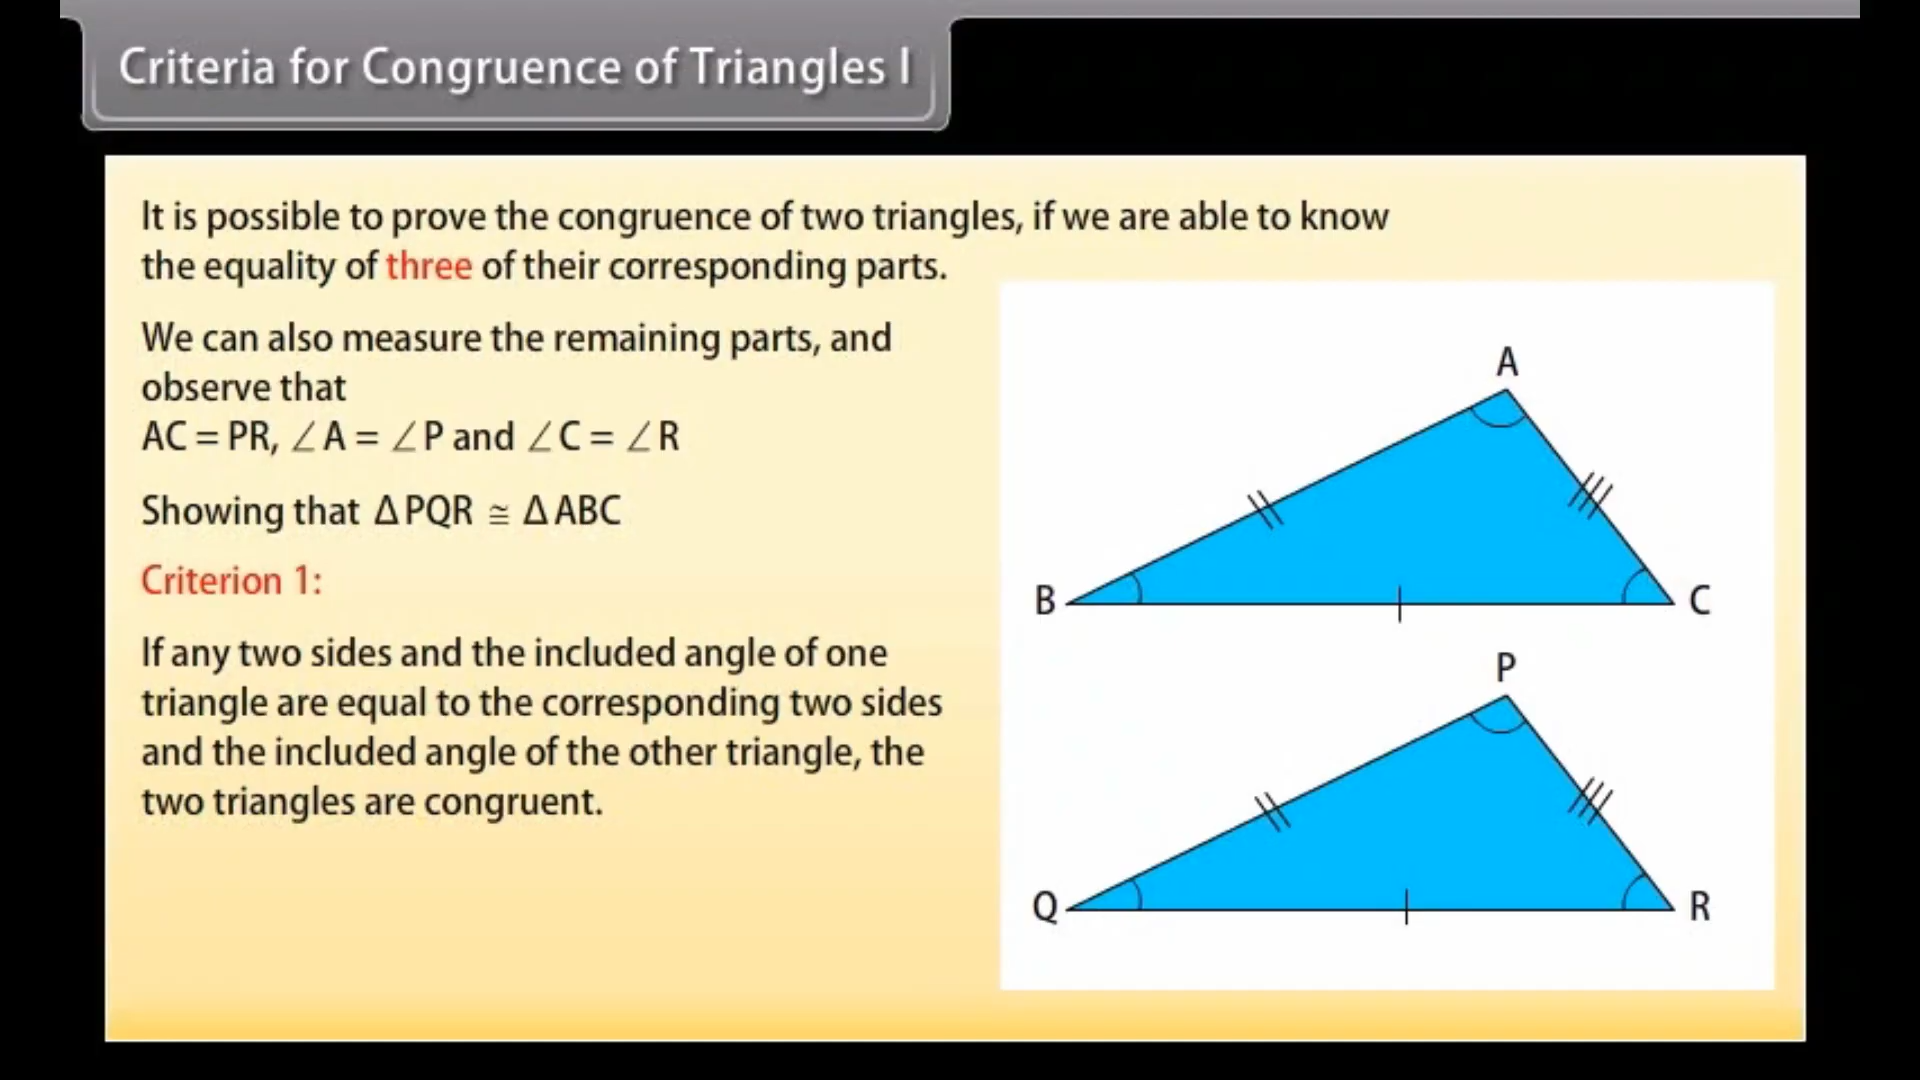 Criteria for Congruence of Triangles I
It is possible to prove the congruence of two triangles, if we are able to know
the equality of three of their corresponding parts.
We can also measure the remaining parts, and
observe that
AC = PR, ∠A = ∠P and ∠C = ∠R
Showing that ΔPQR ≅ ΔABC
Criterion 1:
If any two sides and the included angle of one
triangle are equal to the corresponding two sides
and the included angle of the other triangle, the
two triangles are congruent.
A
B
C
P
Q
R